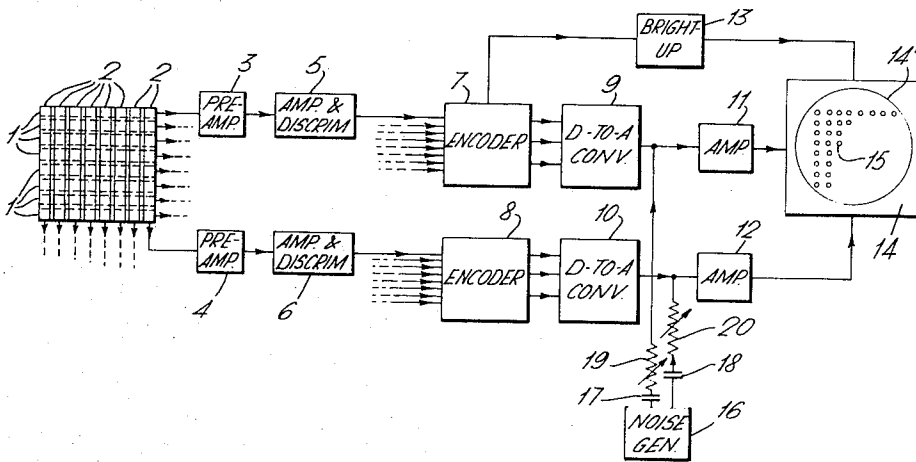 2 2
1
1
3
PRE-
AMP.
5
AMP. &
DISCRIM.
7
ENCODER
9
D-TO-A
CONV.
BRIGHT-
UP
13
11
AMP.
14'
15
14
PRE-
AMP.
4
AMP. &
DISCRIM.
6
8
ENCODER
10
D-TO-A
CONV.
12
AMP.
19
20
17
18
NOISE
GEN.
16